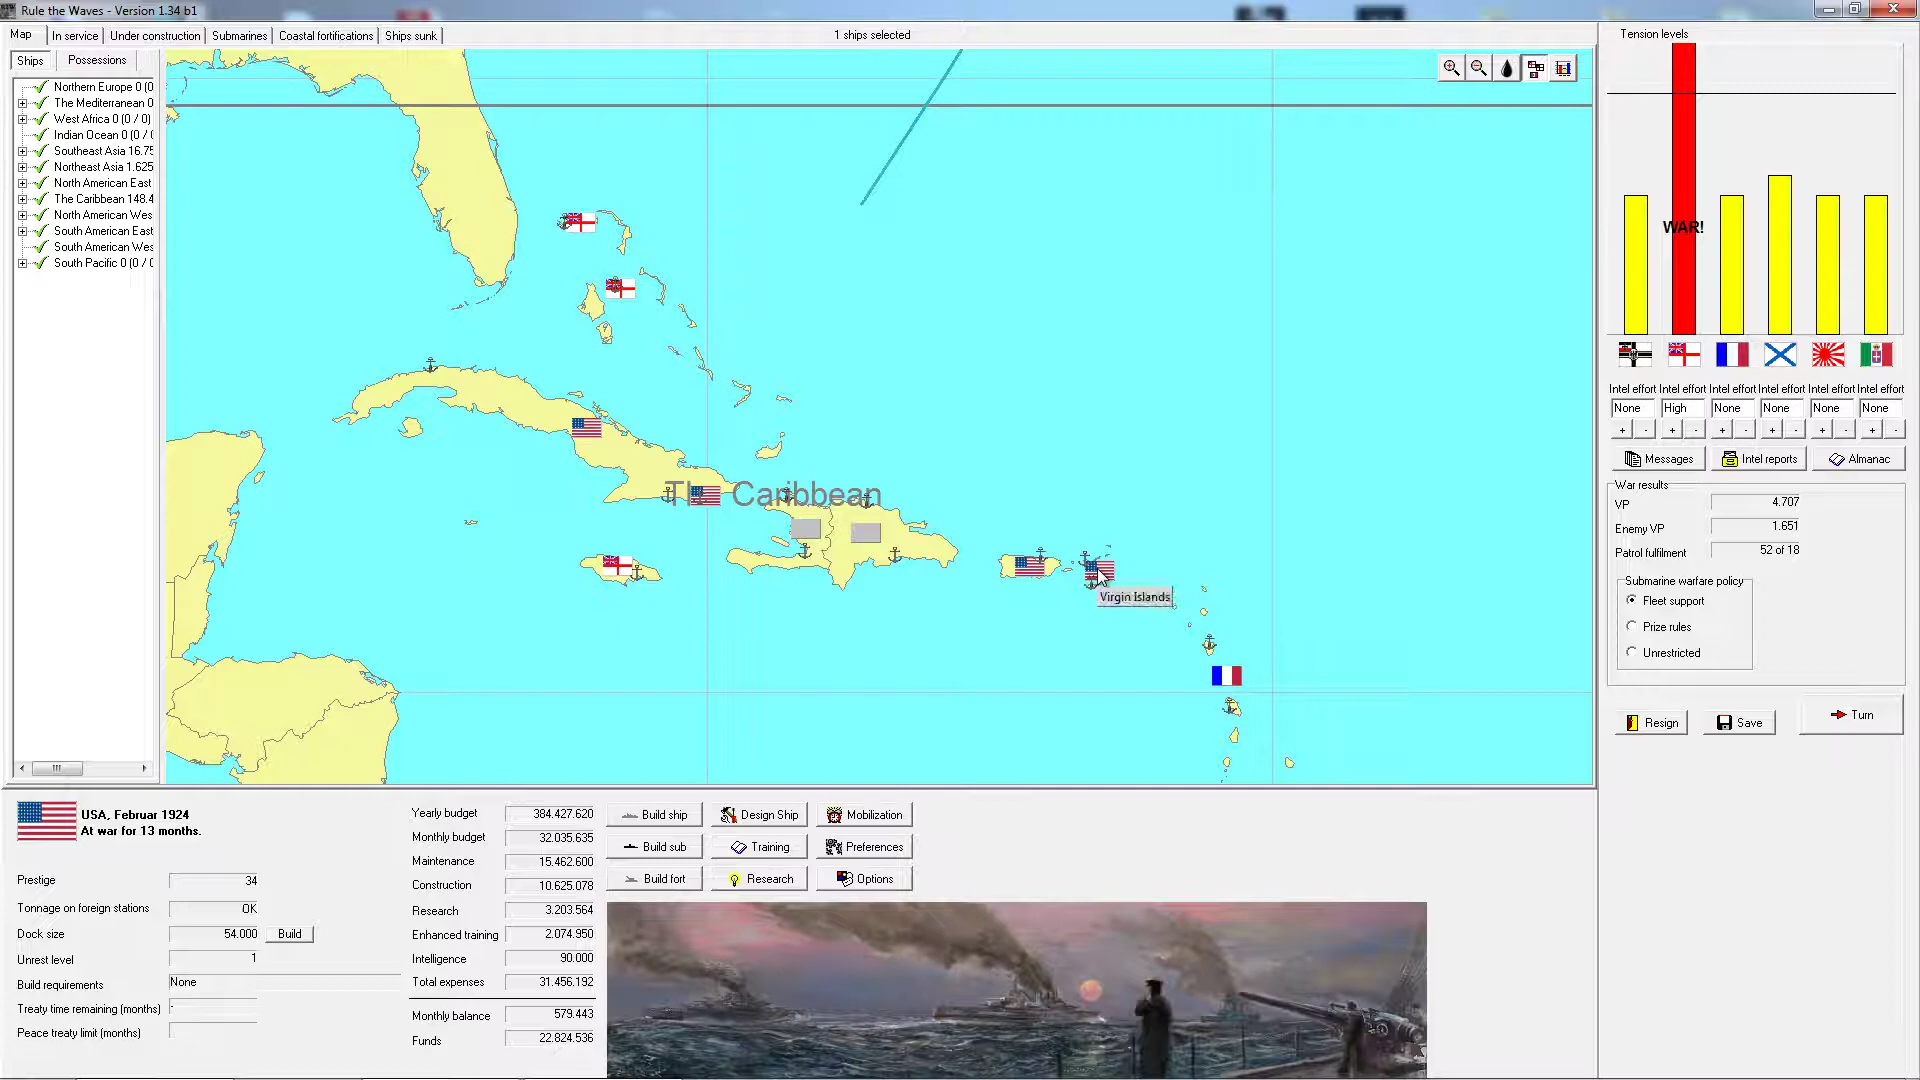 Rule the Waves - Version 1.34 b1
Map
In service
Under construction
Submarines
Coastal fortifications
Ships sunk
1 ships selected
Ships
Possessions
Northern Europe 0 (0
The Mediterranean 0
West Africa 0 (0 / 0)
Indian Ocean 0 (0 / 0
Southeast Asia 16.75
Northeast Asia 1.625
North American East
The Caribbean 148.4
North American Wes
South American East
South American Wes
South Pacific 0 (0 / 0
The Caribbean
Virgin Islands
Tension levels
WAR!
Intel effort Intel effort Intel effort Intel effort Intel effort Intel effort
None High None None None None
+ - + - + - + - + - + -
Messages
Intel reports
Almanac
War results
VP 4.707
Enemy VP 1.651
Patrol fulfilment 52 of 18
Submarine warfare policy
Fleet support
Prize rules
Unrestricted
Resign
Save
Turn
USA, Februar 1924
At war for 13 months.
Prestige 34
Tonnage on foreign stations OK
Dock size 54.000 Build
Unrest level 1
Build requirements None
Treaty time remaining (months) -
Peace treaty limit (months)
Yearly budget 384.427.620
Monthly budget 32.035.635
Maintenance 15.462.600
Construction 10.625.078
Research 3.203.564
Enhanced training 2.074.950
Intelligence 90.000
Total expenses 31.456.192
Monthly balance 579.443
Funds 22.824.536
Build ship
Design Ship
Mobilization
Build sub
Training
Preferences
Build fort
Research
Options